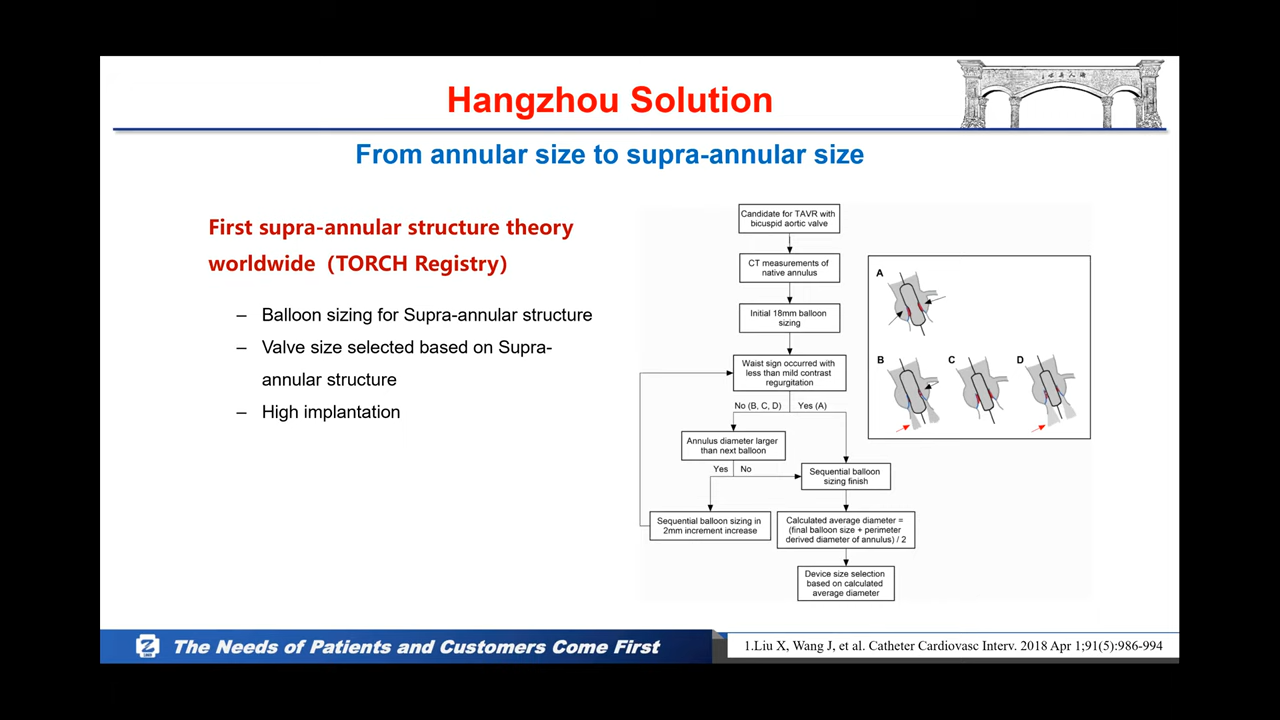 Hangzhou Solution
From annular size to supra-annular size
First supra-annular structure theory
worldwide（TORCH Registry）
– Balloon sizing for Supra-annular structure
– Valve size selected based on Supra-
annular structure
– High implantation
Candidate for TAVR with
bicuspid aortic valve
CT measurements of
native annulus
Initial 18mm balloon
sizing
Waist sign occurred with
less than mild contrast
regurgitation
No (B, C, D)
Yes (A)
Annulus diameter larger
than next balloon
Yes
No
Sequential balloon
sizing finish
Sequential balloon sizing in
2mm increment increase
Calculated average diameter =
(final balloon size + perimeter
derived diameter of annulus) / 2
Device size selection
based on calculated
average diameter
A
B
C
D
The Needs of Patients and Customers Come First
1.Liu X, Wang J, et al. Catheter Cardiovasc Interv. 2018 Apr 1;91(5):986-994